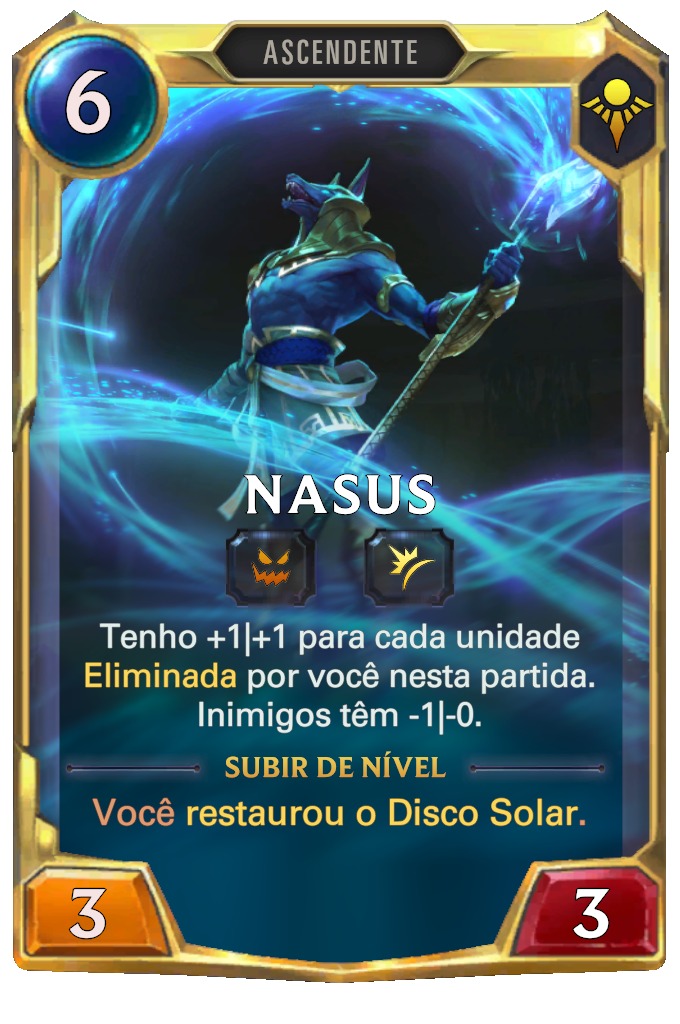 ASCENDENTE
6
NASUS
Tenho +1|+1 para cada unidade
Eliminada por você nesta partida.
Inimigos têm -1|-0.
SUBIR DE NÍVEL
Você restaurou o Disco Solar.
3
3